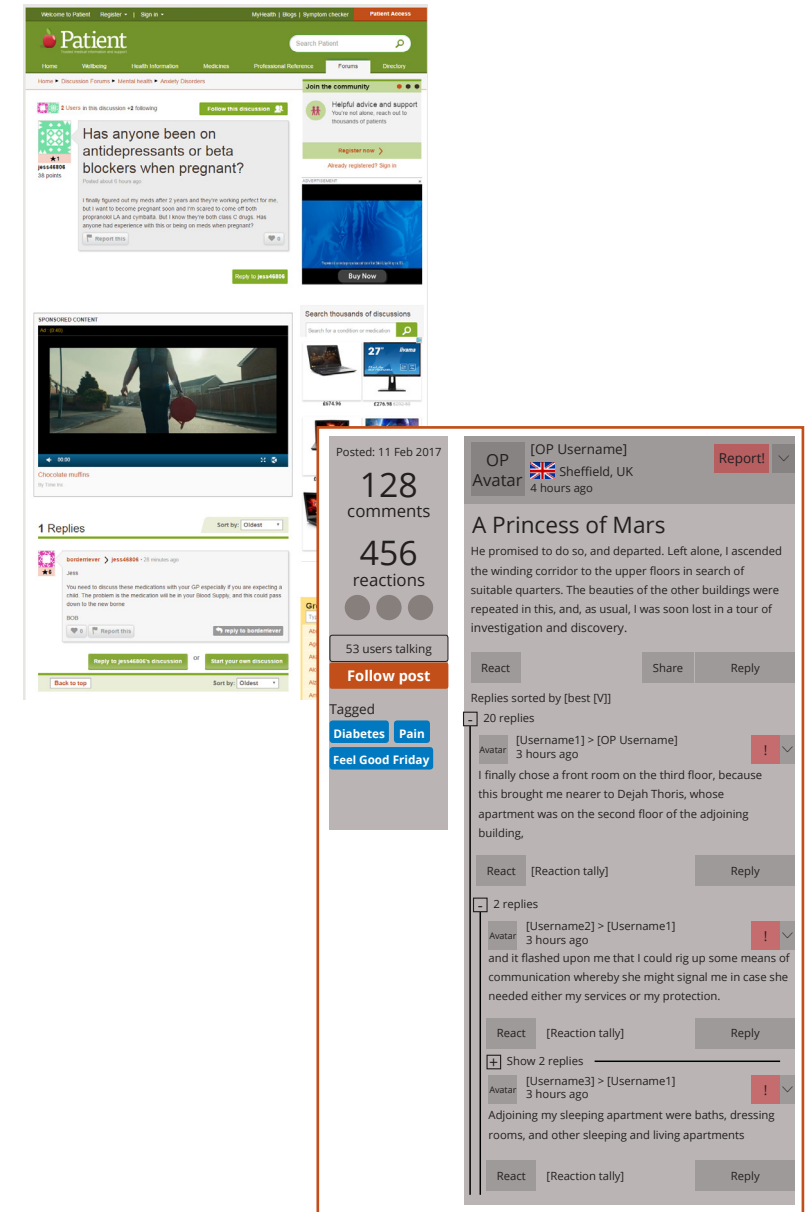 Welcome to Patient Register | Sign in
MyHealth | Blogs | Symptom checker
Patient Access
Patient
Search Patient
Home Wellbeing Health Information Medicines Professional Reference Forums Directory
Home Discussion Forums Mental health Anxiety Disorders
Join the community
2 Users in this discussion +2 following
Follow this discussion
Helpful advice and support
You're not alone, reach out to
thousands of patients
Register now
Already registered? Sign in
★1
jess46806
38 points
Has anyone been on
antidepressants or beta
blockers when pregnant?
Posted about 6 hours ago
I finally figured out my meds after 2 years and they're working perfect for me,
but I want to become pregnant soon and I'm scared to come off both
propranolol LA and cymbalta. But I know they're both class C drugs. Has
anyone had experience with this or being on meds when pregnant?
Report this
0
ADVERTISEMENT
Buy Now
Reply to jess46806
SPONSORED CONTENT
Ad (0:40)
00:00
Chocolate muffins
Search thousands of discussions
Search for a condition or medication
27" iiyama
£674.96
£276.98
1 Replies
Sort by: Oldest
★6
borderriever > jess46806 - 28 minutes ago
Jess
You need to discuss these medications with your GP especially if you are expecting a
child. The problem is the medication will be in your Blood Supply, and this could pass
down to the new borne
BOB
0
Report this
reply to borderriever
Reply to jess46806's discussion
or
Start your own discussion
Back to top
Sort by: Oldest
Posted: 11 Feb 2017
128
comments
456
reactions
53 users talking
Follow post
Tagged
Diabetes Pain
Feel Good Friday
OP
Avatar
[OP Username]
Sheffield, UK
4 hours ago
Report!
A Princess of Mars
He promised to do so, and departed. Left alone, I ascended
the winding corridor to the upper floors in search of
suitable quarters. The beauties of the other buildings were
repeated in this, and, as usual, I was soon lost in a tour of
investigation and discovery.
React Share Reply
Replies sorted by [best [V]]
- 20 replies
Avatar
[Username1] > [OP Username]
3 hours ago
!
I finally chose a front room on the third floor, because
this brought me nearer to Dejah Thoris, whose
apartment was on the second floor of the adjoining
building,
React [Reaction tally] Reply
- 2 replies
Avatar
[Username2] > [Username1]
3 hours ago
!
and it flashed upon me that I could rig up some means of
communication whereby she might signal me in case she
needed either my services or my protection.
React [Reaction tally] Reply
+ Show 2 replies
Avatar
[Username3] > [Username1]
3 hours ago
!
Adjoining my sleeping apartment were baths, dressing
rooms, and other sleeping and living apartments
React [Reaction tally] Reply